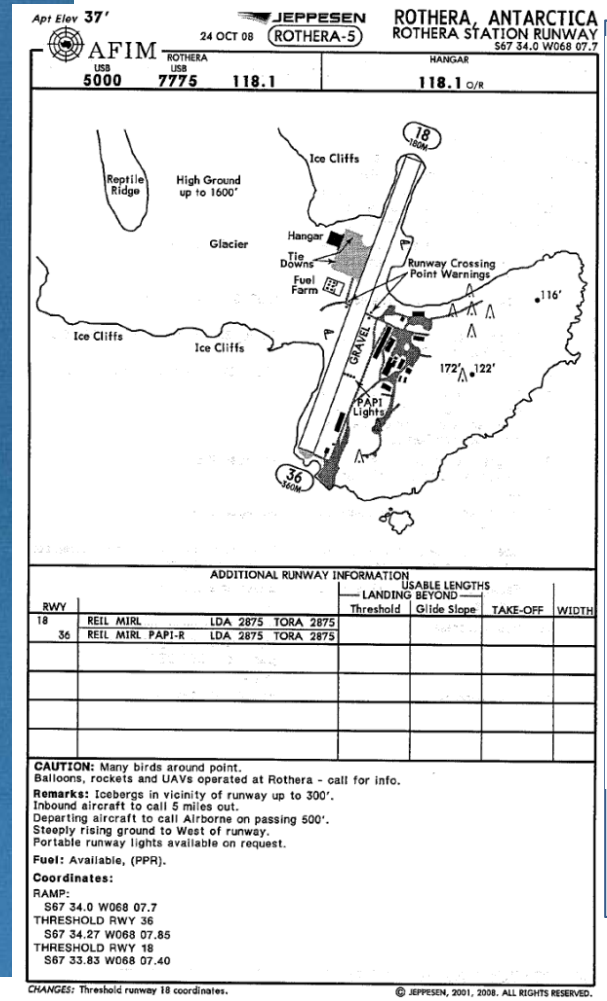 Apt Elev 37'
24 OCT 08
JEPPESEN
ROTHERA-5
ROTHERA, ANTARCTICA
ROTHERA STATION RUNWAY
S67 34.0 W068 07.7
AFIM
ROTHERA
HANGAR
USB
USB
5000
7775
118.1
118.1 O/R
18
180M
Ice Cliffs
Reptile
Ridge
High Ground
up to 1600'
Glacier
Hangar
Tie
Downs
Fuel
Farm
Runway Crossing
Point Warnings
116'
Ice Cliffs
Ice Cliffs
GRAVEL
172'
122'
PAPI
Lights
36
360M
ADDITIONAL RUNWAY INFORMATION
USABLE LENGTHS
LANDING BEYOND
RWY
Threshold
Glide Slope
TAKE-OFF
WIDTH
18 REIL MIRL LDA 2875 TORA 2875
36 REIL MIRL PAPI-R LDA 2875 TORA 2875
CAUTION: Many birds around point.
Balloons, rockets and UAVs operated at Rothera - call for info.
Remarks: Icebergs in vicinity of runway up to 300'.
Inbound aircraft to call 5 miles out.
Departing aircraft to call Airborne on passing 500'.
Steeply rising ground to West of runway.
Portable runway lights available on request.
Fuel: Available, (PPR).
Coordinates:
RAMP:
S67 34.0 W068 07.7
THRESHOLD RWY 36
S67 34.27 W068 07.85
THRESHOLD RWY 18
S67 33.83 W068 07.40
CHANGES: Threshold runway 18 coordinates.
© JEPPESEN, 2001, 2008. ALL RIGHTS RESERVED.